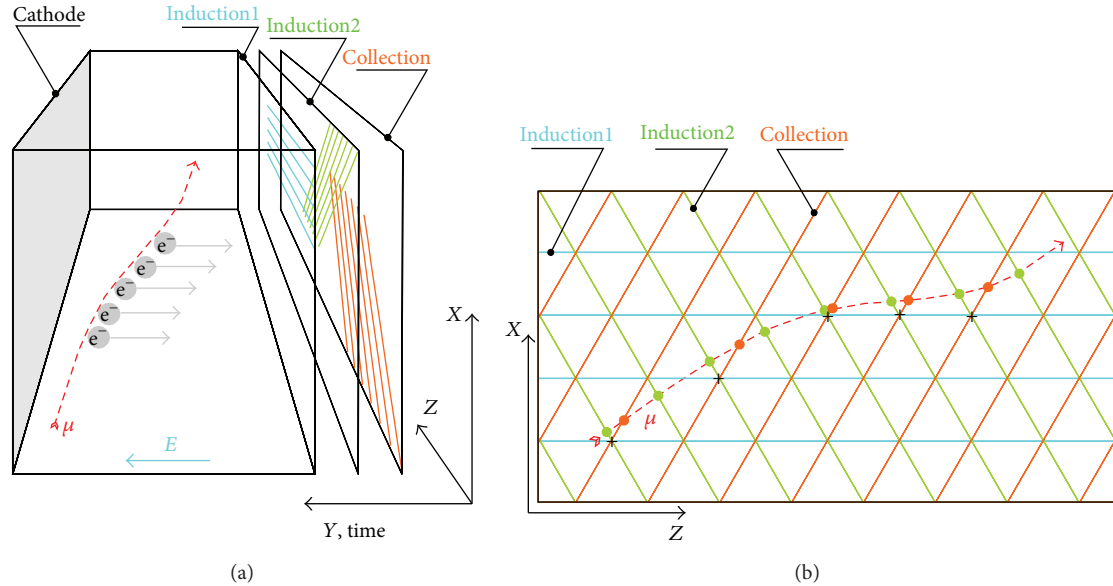 Cathode
Induction1
Induction2
Collection
e⁻
e⁻
e⁻
e⁻
e⁻
μ
E
X
Z
Y, time
(a)
Induction1
Induction2
Collection
X
μ
Z
(b)